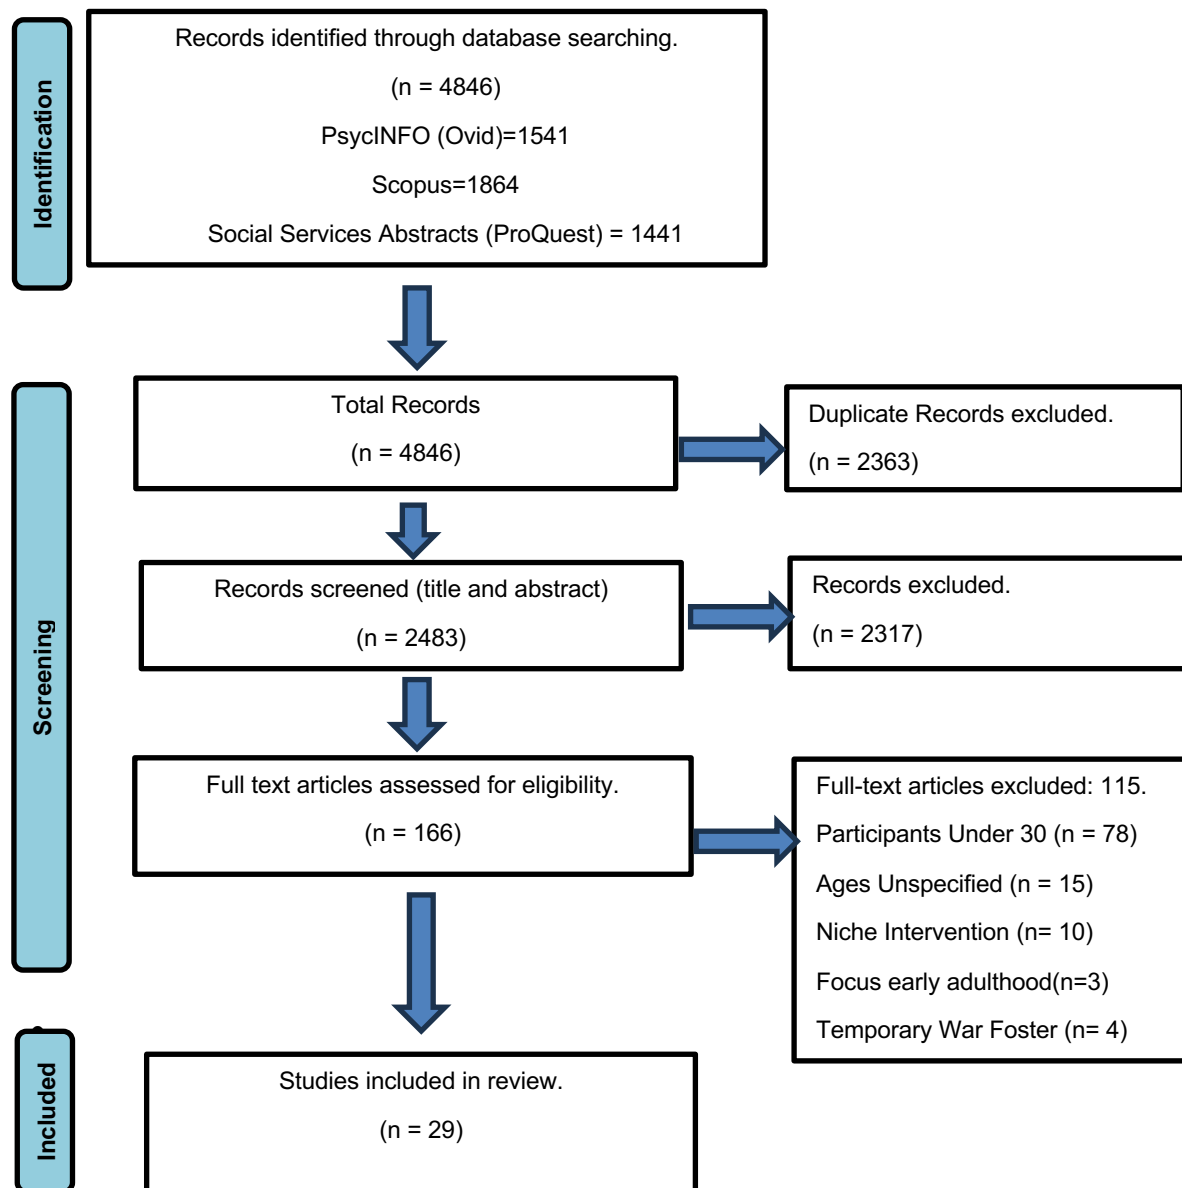 Identification
Records identified through database searching.
(n = 4846)
PsycINFO (Ovid)=1541
Scopus=1864
Social Services Abstracts (ProQuest) = 1441
Screening
Total Records
(n = 4846)
Duplicate Records excluded.
(n = 2363)
Records screened (title and abstract)
(n = 2483)
Records excluded.
(n = 2317)
Full text articles assessed for eligibility.
(n = 166)
Full-text articles excluded: 115.
Participants Under 30 (n = 78)
Ages Unspecified (n = 15)
Niche Intervention (n= 10)
Focus early adulthood(n=3)
Temporary War Foster (n= 4)
Included
Studies included in review.
(n = 29)